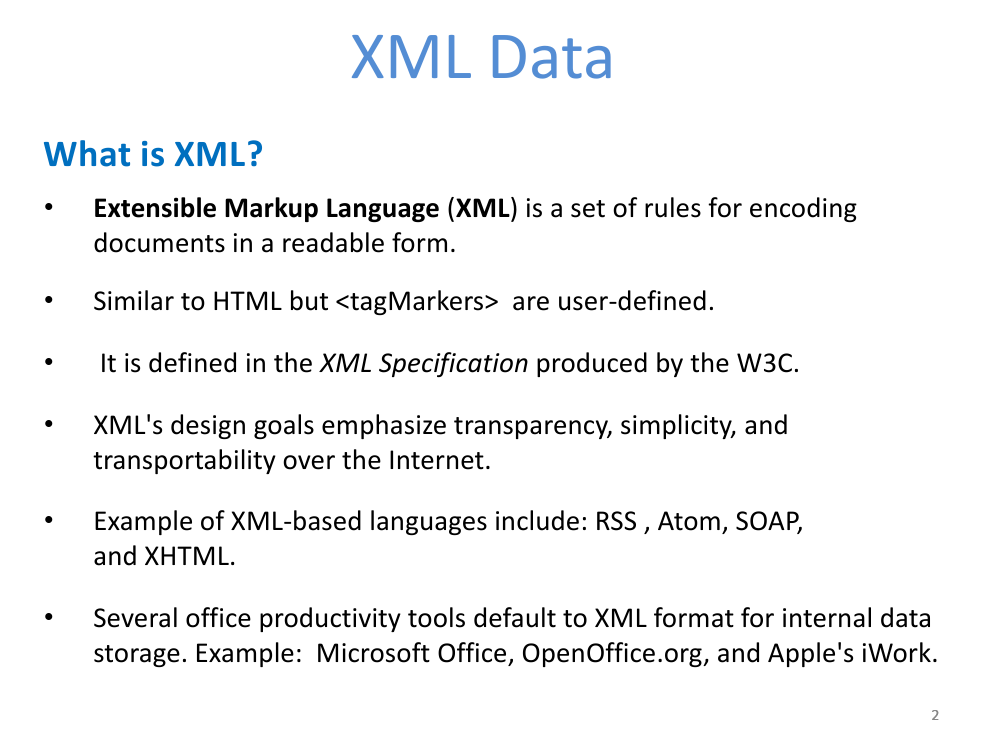 XML Data
What is XML?
• Extensible Markup Language (XML) is a set of rules for encoding
documents in a readable form.
• Similar to HTML but <tagMarkers>  are user-defined.
•  It is defined in the XML Specification produced by the W3C.
• XML's design goals emphasize transparency, simplicity, and
transportability over the Internet.
• Example of XML-based languages include: RSS , Atom, SOAP,
and XHTML.
• Several office productivity tools default to XML format for internal data
storage. Example:  Microsoft Office, OpenOffice.org, and Apple's iWork.
2